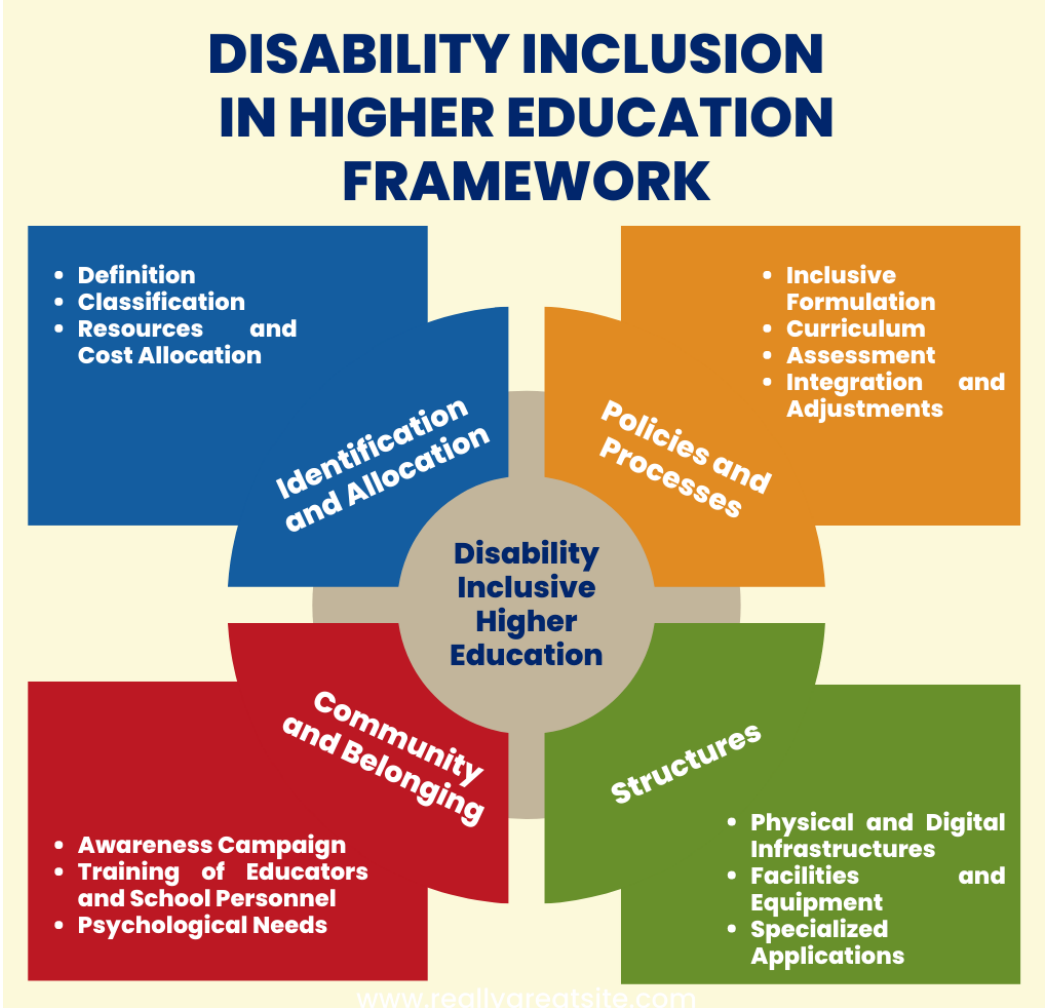 DISABILITY INCLUSION
IN HIGHER EDUCATION
FRAMEWORK
• Definition
• Classification
• Resources and
Cost Allocation
Identification
and Allocation
• Inclusive
Formulation
• Curriculum
• Assessment
• Integration and
Adjustments
Policies and
Processes
Disability
Inclusive
Higher
Education
Community
and Belonging
• Awareness Campaign
• Training of Educators
and School Personnel
• Psychological Needs
Structures
• Physical and Digital
Infrastructures
• Facilities and
Equipment
• Specialized
Applications
www.reallygreatsite.com